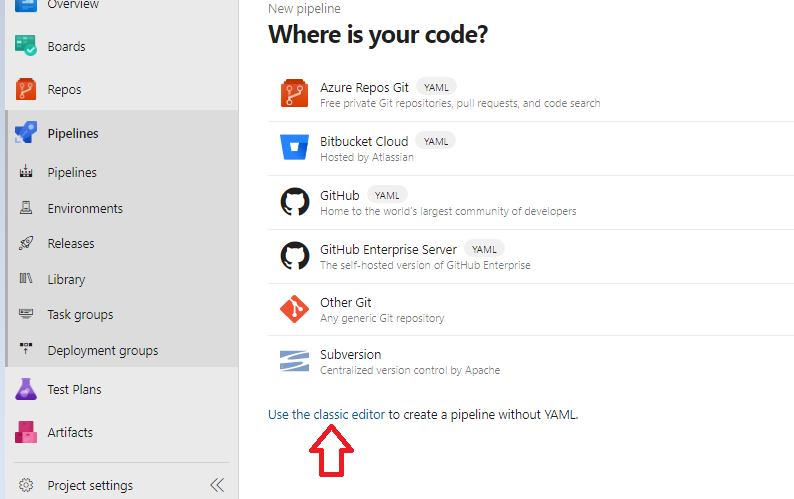 Overview
Boards
Repos
Pipelines
Pipelines
Environments
Releases
Library
Task groups
Deployment groups
Test Plans
Artifacts
Project settings
New pipeline
Where is your code?
Azure Repos Git YAML
Free private Git repositories, pull requests, and code search
Bitbucket Cloud YAML
Hosted by Atlassian
GitHub YAML
Home to the world's largest community of developers
GitHub Enterprise Server YAML
The self-hosted version of GitHub Enterprise
Other Git
Any generic Git repository
Subversion
Centralized version control by Apache
Use the classic editor to create a pipeline without YAML.